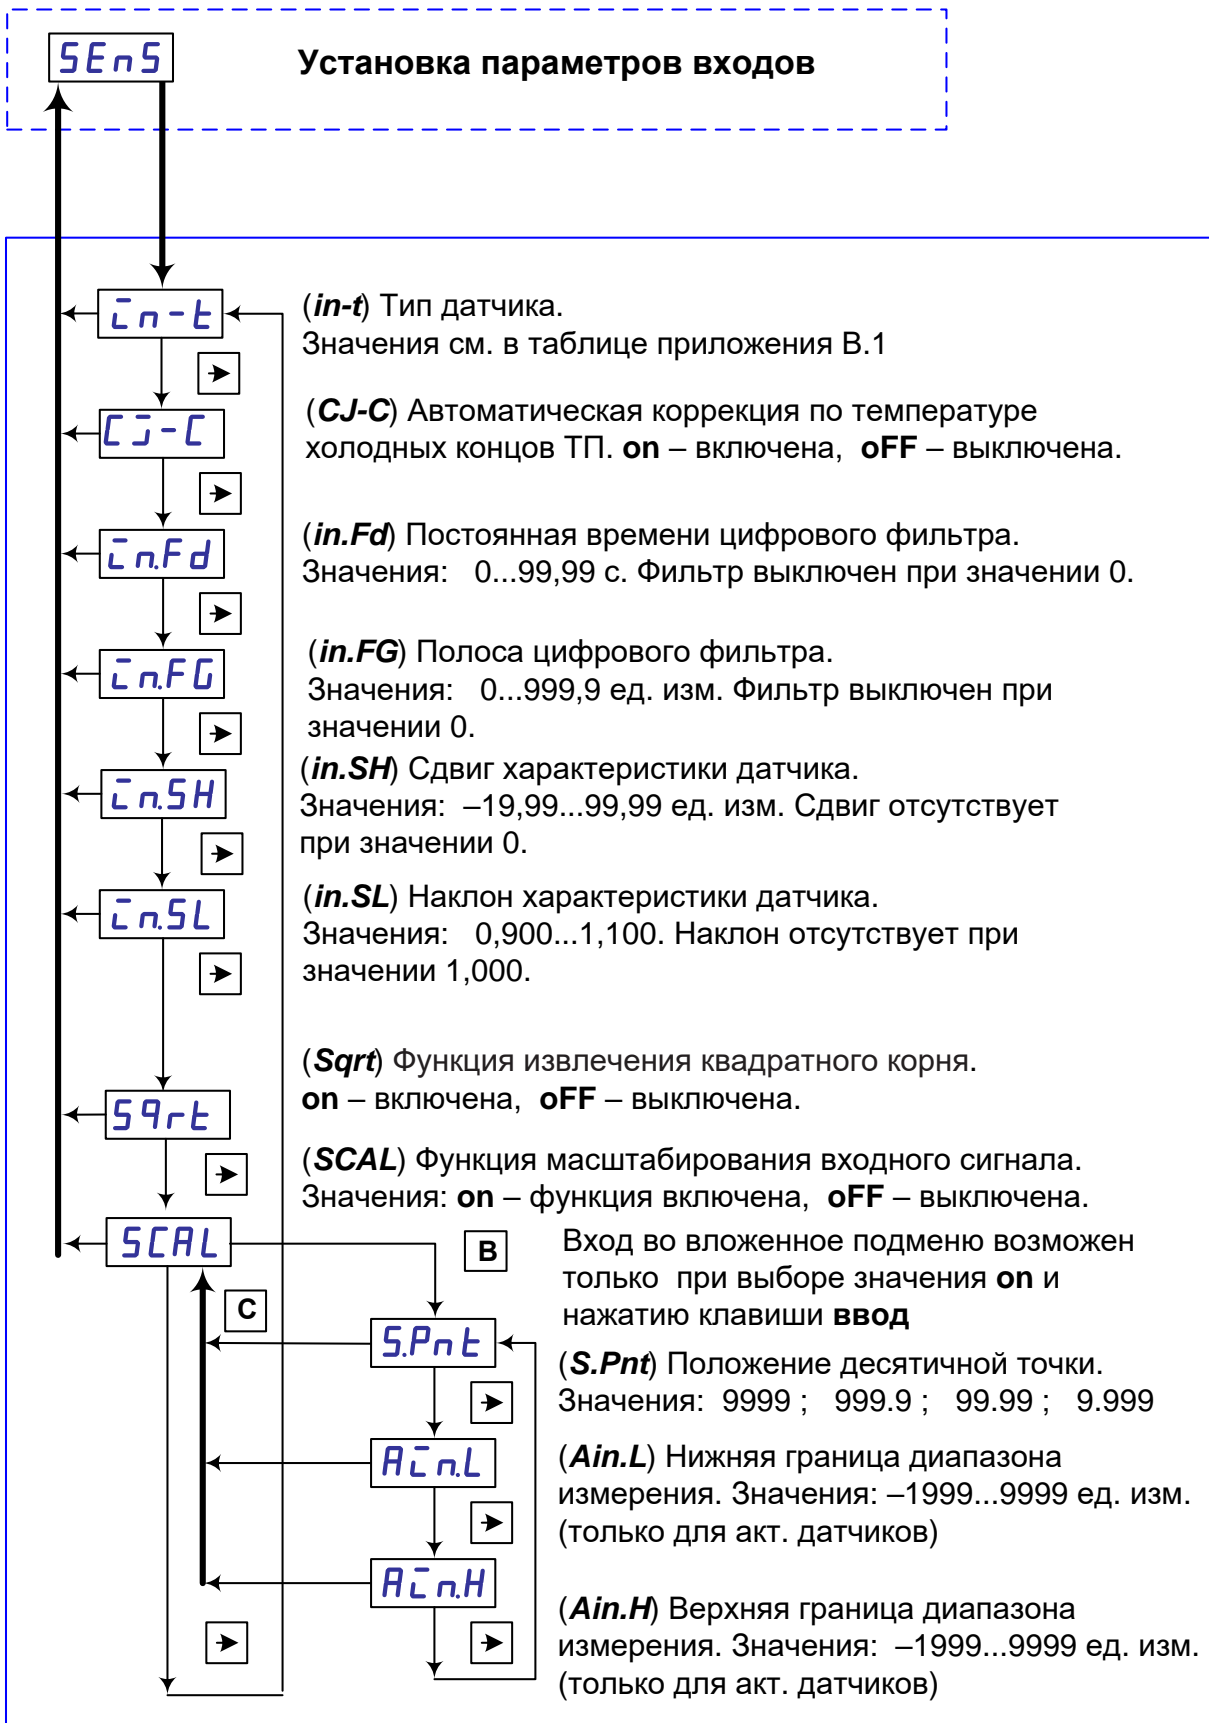 SEnS
Установка параметров входов
in-t
(in-t) Тип датчика.
Значения см. в таблице приложения В.1
CJ-C
(CJ-C) Автоматическая коррекция по температуре
холодных концов ТП. on – включена, oFF – выключена.
in.Fd
(in.Fd) Постоянная времени цифрового фильтра.
Значения: 0...99,99 с. Фильтр выключен при значении 0.
in.FG
(in.FG) Полоса цифрового фильтра.
Значения: 0...999,9 ед. изм. Фильтр выключен при
значении 0.
in.SH
(in.SH) Сдвиг характеристики датчика.
Значения: –19,99...99,99 ед. изм. Сдвиг отсутствует
при значении 0.
in.SL
(in.SL) Наклон характеристики датчика.
Значения: 0,900...1,100. Наклон отсутствует при
значении 1,000.
Sqrt
(Sqrt) Функция извлечения квадратного корня.
on – включена, oFF – выключена.
(SCAL) Функция масштабирования входного сигнала.
Значения: on – функция включена, oFF – выключена.
SCAL
B
Вход во вложенное подменю возможен
только при выборе значения on и
нажатию клавиши ввод
C
S.Pnt
(S.Pnt) Положение десятичной точки.
Значения: 9999 ; 999.9 ; 99.99 ; 9.999
Ain.L
(Ain.L) Нижняя граница диапазона
измерения. Значения: –1999...9999 ед. изм.
(только для акт. датчиков)
Ain.H
(Ain.H) Верхняя граница диапазона
измерения. Значения: –1999...9999 ед. изм.
(только для акт. датчиков)